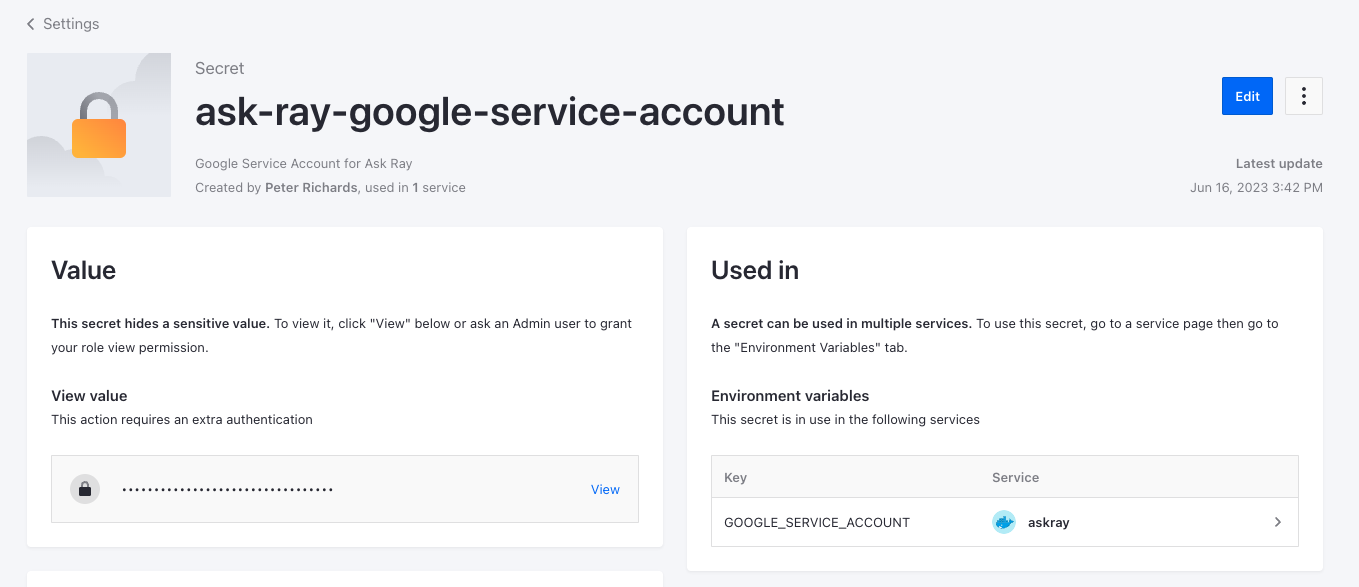 Settings
Secret
ask-ray-google-service-account
Edit
Google Service Account for Ask Ray
Created by Peter Richards, used in 1 service
Latest update
Jun 16, 2023 3:42 PM
Value
This secret hides a sensitive value. To view it, click "View" below or ask an Admin user to grant
your role view permission.
View value
This action requires an extra authentication
••••••••••••••••••••••••••••••••
View
Used in
A secret can be used in multiple services. To use this secret, go to a service page then go to
the "Environment Variables" tab.
Environment variables
This secret is in use in the following services
Key Service
GOOGLE_SERVICE_ACCOUNT askray